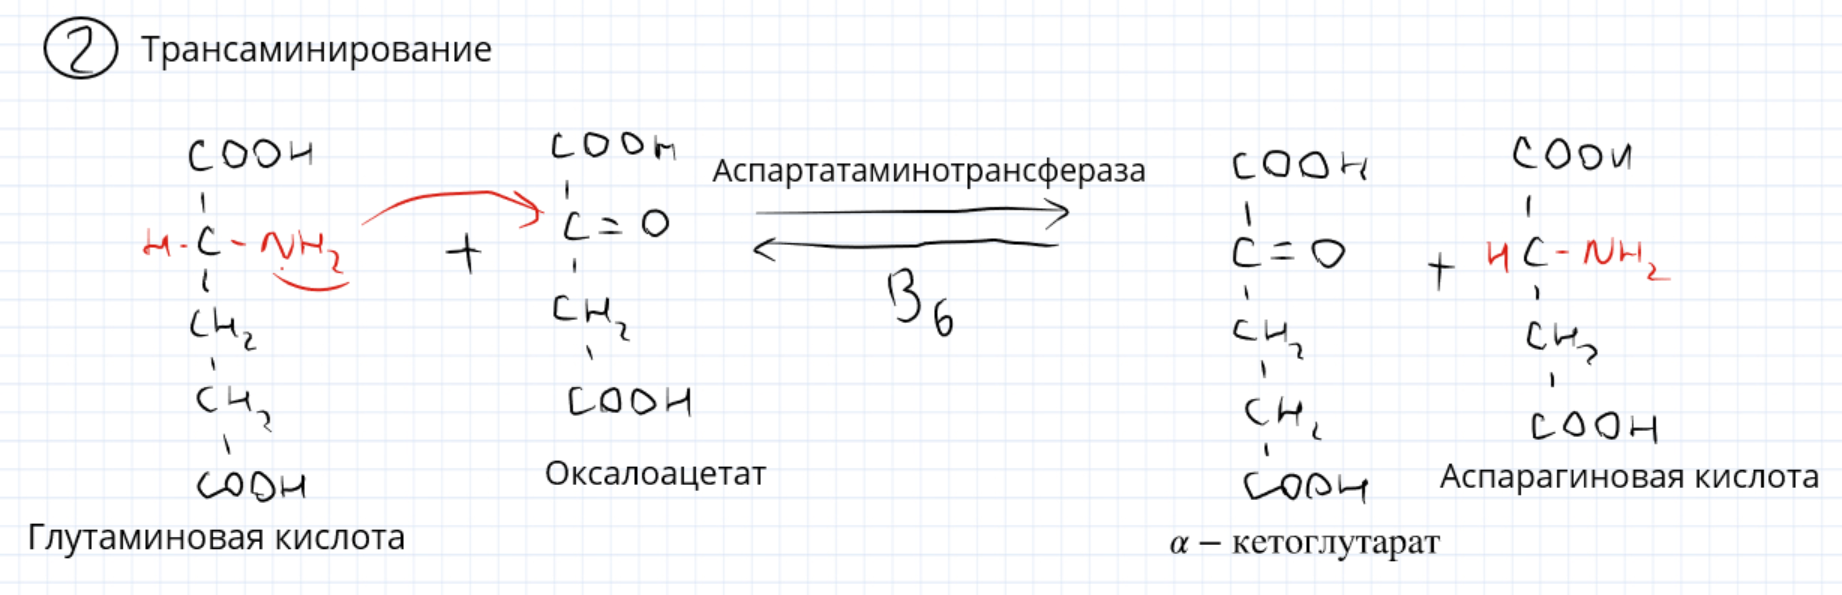 2 Трансаминирование
COOH
H-C-NH2
CH2
CH2
COOH
Глутаминовая кислота
+
COOH
C=O
CH2
COOH
Оксалоацетат
Аспартатаминотрансфераза
B6
COOH
C=O
CH2
CH2
COOH
α – кетоглутарат
+
COOH
H C-NH2
CH2
COOH
Аспарагиновая кислота